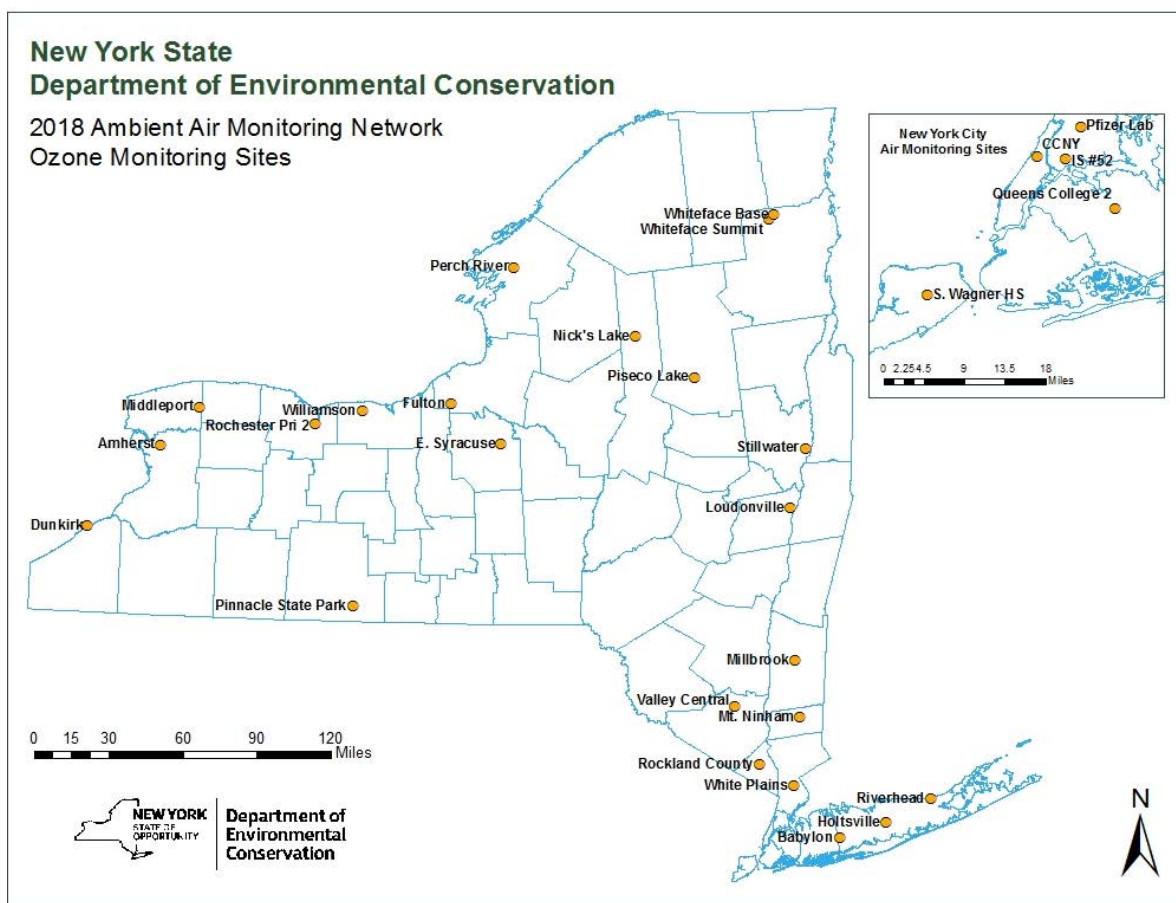 New York State
Department of Environmental Conservation
2018 Ambient Air Monitoring Network
Ozone Monitoring Sites
New York City
Air Monitoring Sites
Pfizer Lab
CCNY
IS #52
Queens College 2
S. Wagner HS
0 2.25 4.5 9 13.5 18
Miles
Whiteface Base
Whiteface Summit
Perch River
Nick's Lake
Piseco Lake
Middleport
Williamson
Fulton
Rochester Pri 2
Amherst
E. Syracuse
Stillwater
Loudonville
Dunkirk
Pinnacle State Park
Millbrook
Valley Central
Mt. Ninham
Rockland County
White Plains
Riverhead
Holtsville
Babylon
0 15 30 60 90 120
Miles
NEW YORK
STATE OF
OPPORTUNITY
Department of
Environmental
Conservation
N